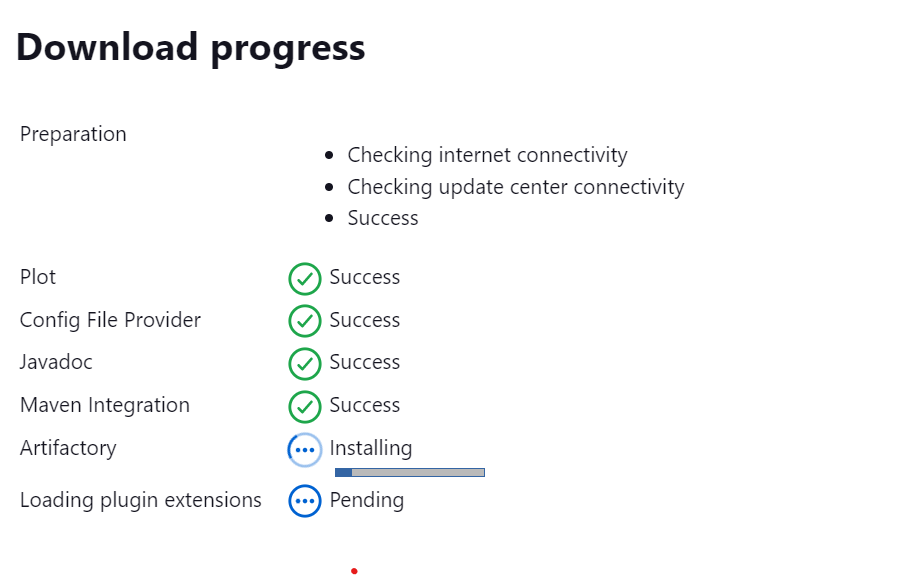 Download progress
Preparation
Checking internet connectivity
Checking update center connectivity
Success
Plot Success
Config File Provider Success
Javadoc Success
Maven Integration Success
Artifactory Installing
Loading plugin extensions Pending